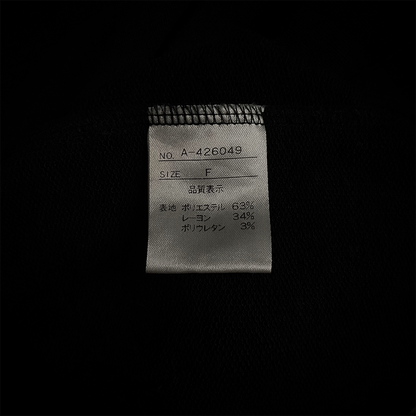 NO. A-426049
SIZE F
品質表示
表地 ポリエステル 63%
レーヨン 34%
ポリウレタン 3%